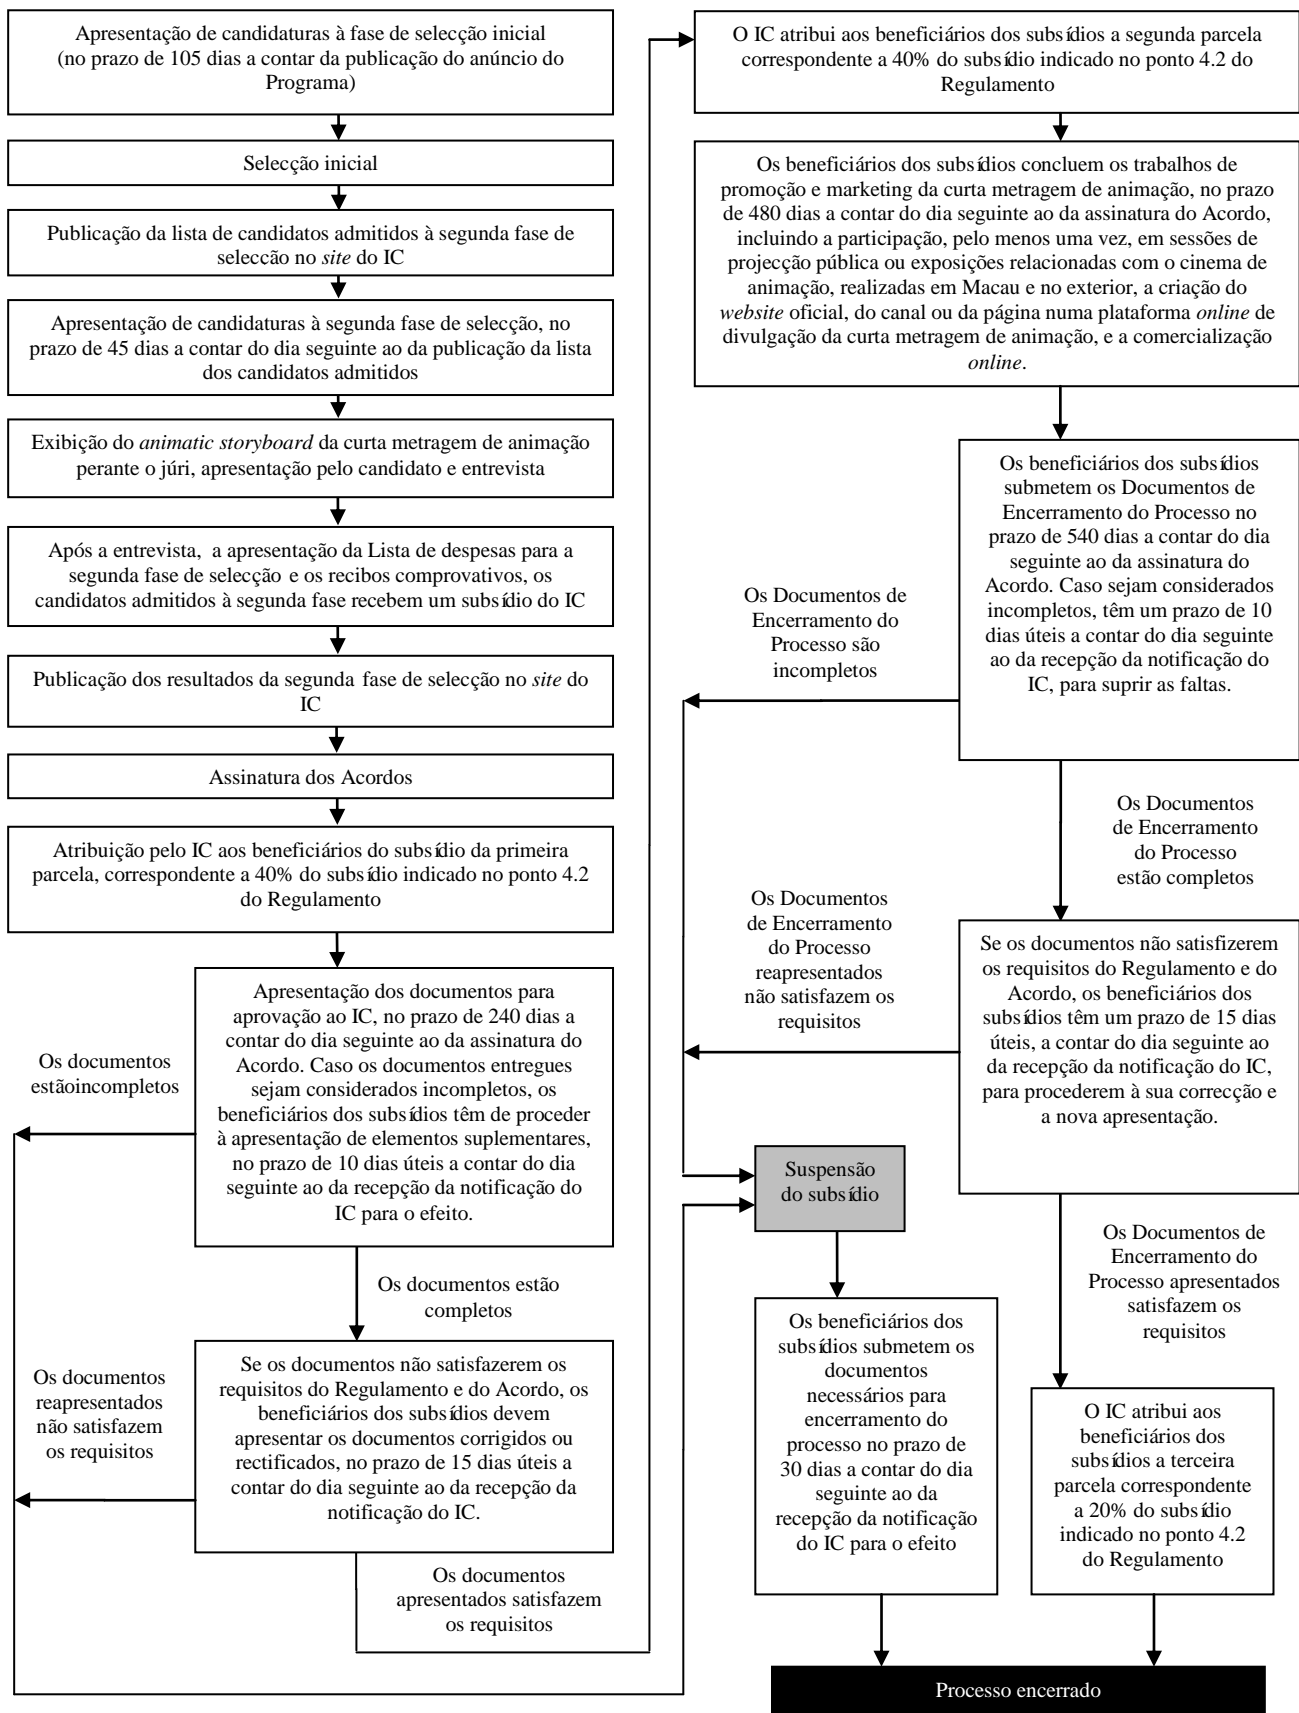 Apresentação de candidaturas à fase de selecção inicial
(no prazo de 105 dias a contar da publicação do anúncio do
Programa)
Selecção inicial
Publicação da lista de candidatos admitidos à segunda fase de
selecção no site do IC
Apresentação de candidaturas à segunda fase de selecção, no
prazo de 45 dias a contar do dia seguinte ao da publicação da lista
dos candidatos admitidos
Exibição do animatic storyboard da curta metragem de animação
perante o júri, apresentação pelo candidato e entrevista
Após a entrevista, a apresentação da Lista de despesas para a
segunda fase de selecção e os recibos comprovativos, os
candidatos admitidos à segunda fase recebem um subsídio do IC
Publicação dos resultados da segunda fase de selecção no site do
IC
Assinatura dos Acordos
Atribuição pelo IC aos beneficiários do subsídio da primeira
parcela, correspondente a 40% do subsídio indicado no ponto 4.2
do Regulamento
Apresentação dos documentos para
aprovação ao IC, no prazo de 240 dias a
contar do dia seguinte ao da assinatura do
Acordo. Caso os documentos entregues
sejam considerados incompletos, os
beneficiários dos subsídios têm de proceder
à apresentação de elementos suplementares,
no prazo de 10 dias úteis a contar do dia
seguinte ao da recepção da notificação do
IC para o efeito.
Os documentos
estãoincompletos
Os documentos estão
completos
Se os documentos não satisfazerem os
requisitos do Regulamento e do Acordo, os
beneficiários dos subsídios devem
apresentar os documentos corrigidos ou
rectificados, no prazo de 15 dias úteis a
contar do dia seguinte ao da recepção da
notificação do IC.
Os documentos
reapresentados
não satisfazem
os requisitos
Os documentos
apresentados satisfazem
os requisitos
O IC atribui aos beneficiários dos subsídios a segunda parcela
correspondente a 40% do subsídio indicado no ponto 4.2 do
Regulamento
Os beneficiários dos subsídios concluem os trabalhos de
promoção e marketing da curta metragem de animação, no prazo
de 480 dias a contar do dia seguinte ao da assinatura do Acordo,
incluindo a participação, pelo menos uma vez, em sessões de
projecção pública ou exposições relacionadas com o cinema de
animação, realizadas em Macau e no exterior, a criação do
website oficial, do canal ou da página numa plataforma online de
divulgação da curta metragem de animação, e a comercialização
online.
Os beneficiários dos subsídios
submetem os Documentos de
Encerramento do Processo no
prazo de 540 dias a contar do dia
seguinte ao da assinatura do
Acordo. Caso sejam considerados
incompletos, têm um prazo de 10
dias úteis a contar do dia seguinte
ao da recepção da notificação do
IC, para suprir as faltas.
Os Documentos de
Encerramento do
Processo são
incompletos
Os Documentos
de Encerramento
do Processo
estão completos
Se os documentos não satisfizerem
os requisitos do Regulamento e do
Acordo, os beneficiários dos
subsídios têm um prazo de 15 dias
úteis, a contar do dia seguinte ao
da recepção da notificação do IC,
para procederem à sua correcção e
a nova apresentação.
Os Documentos
de Encerramento
do Processo
reapresentados
não satisfazem os
requisitos
Suspensão
do subsídio
Os Documentos de
Encerramento do
Processo apresentados
satisfazem os
requisitos
Os beneficiários dos
subsídios submetem os
documentos
necessários para
encerramento do
processo no prazo de
30 dias a contar do dia
seguinte ao da
recepção da notificação
do IC para o efeito
O IC atribui aos
beneficiários dos
subsídios a terceira
parcela correspondente
a 20% do subsídio
indicado no ponto 4.2
do Regulamento
Processo encerrado